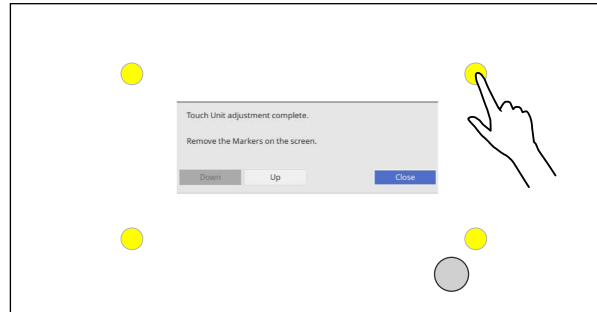 Touch Unit adjustment complete.
Remove the Markers on the screen.
Down Up Close